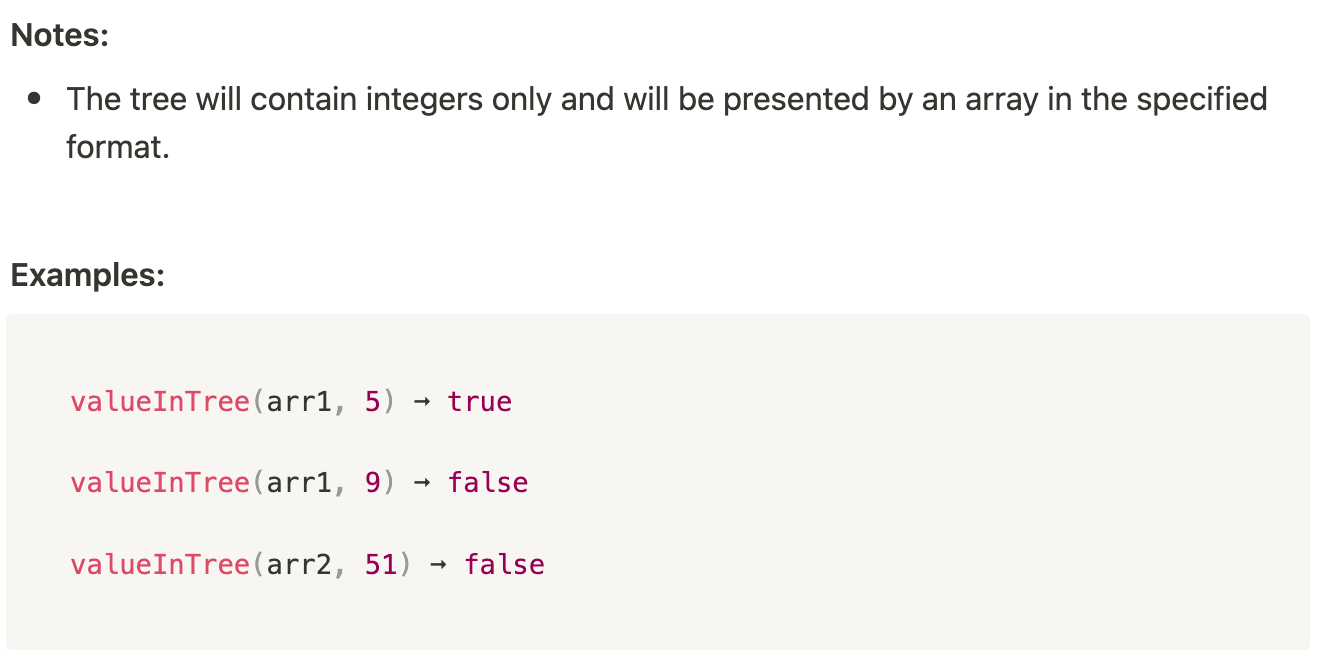 Notes:
• The tree will contain integers only and will be presented by an array in the specified
format.
Examples:
valueInTree(arr1, 5) → true
valueInTree(arr1, 9) → false
valueInTree(arr2, 51) → false